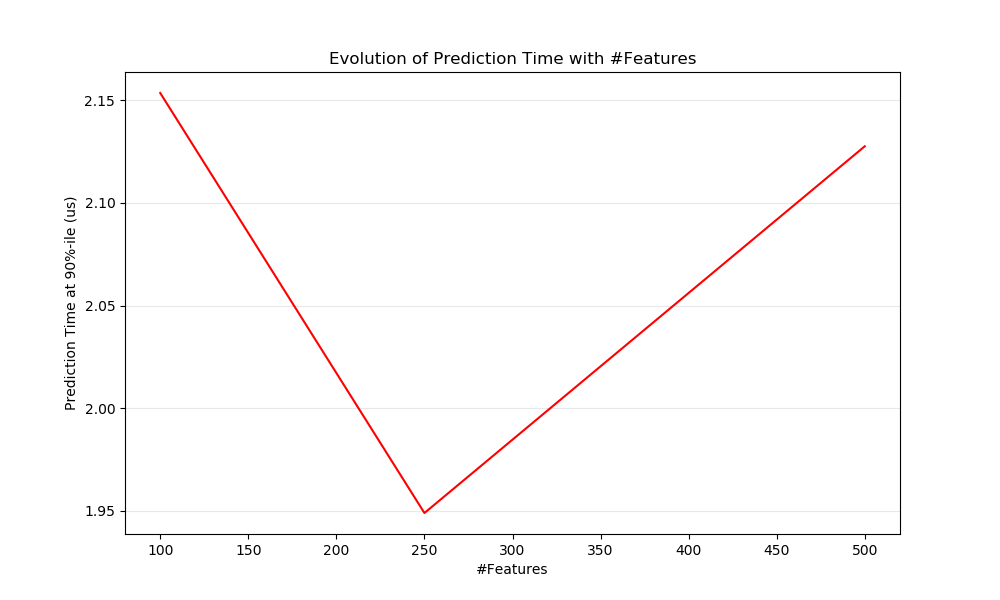 Evolution of Prediction Time with #Features
Prediction Time at 90%-ile (us)
2.15
2.10
2.05
2.00
1.95
100 150 200 250 300 350 400 450 500
#Features